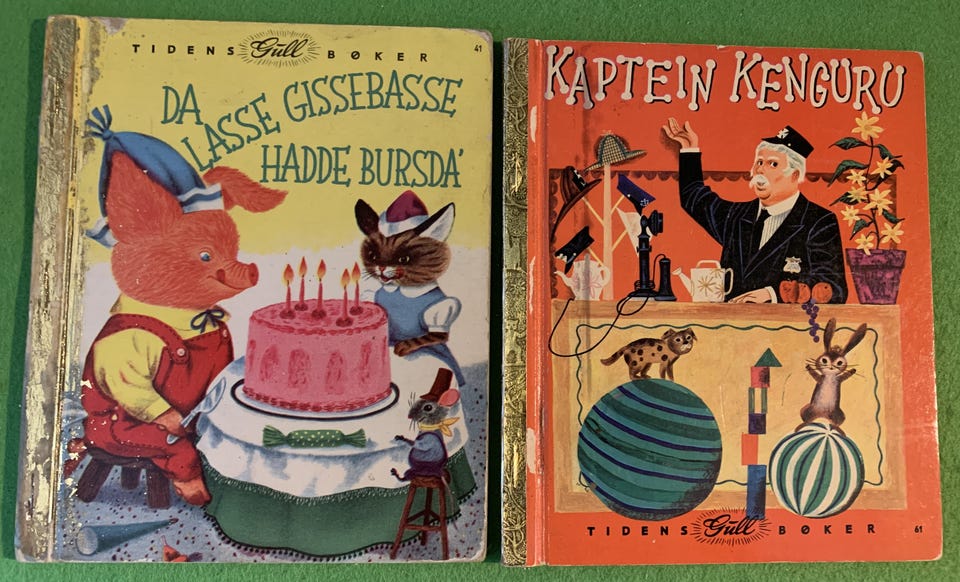 TIDENS Gull BØKER
41
DA
LASSE GISSEBASSE
HADDE BURSDA'
KAPTEIN KENGURU
TIDENS Gull BØKER
61